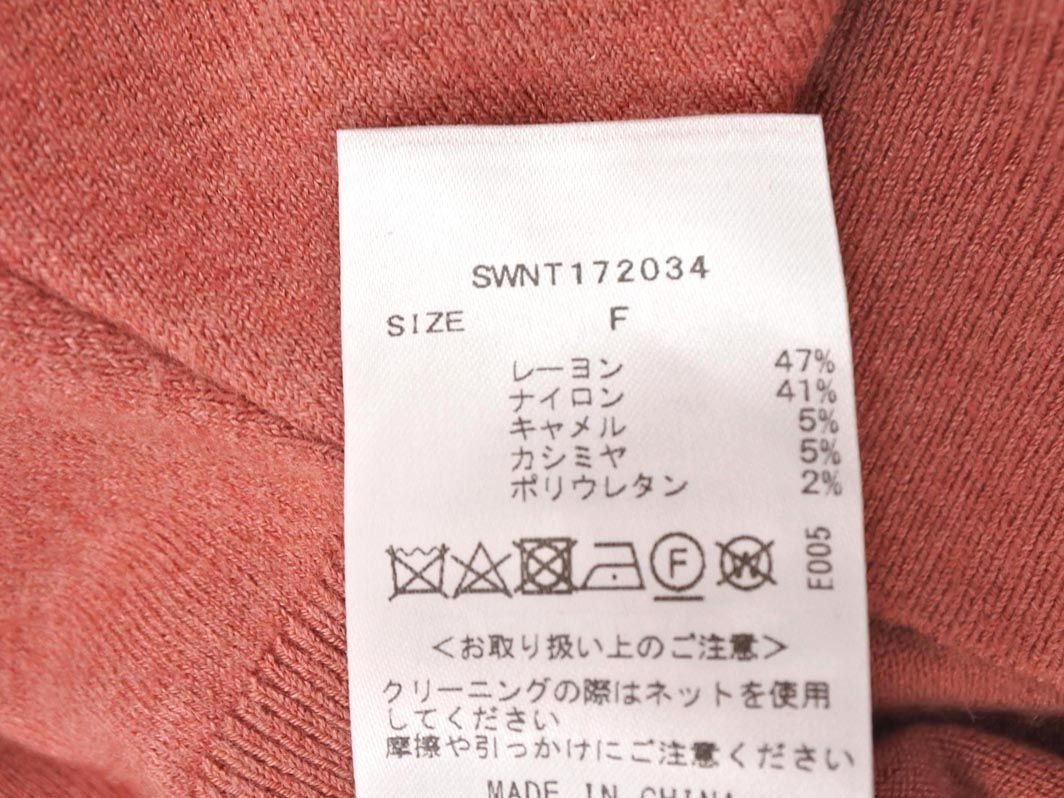 SWNT172034
SIZE F
レーヨン 47%
ナイロン 41%
キャメル 5%
カシミヤ 5%
ポリウレタン 2%
F W E005
＜お取り扱い上のご注意＞
クリーニングの際はネットを使用
してください
摩擦や引っかけにご注意ください
MADE IN CHINA